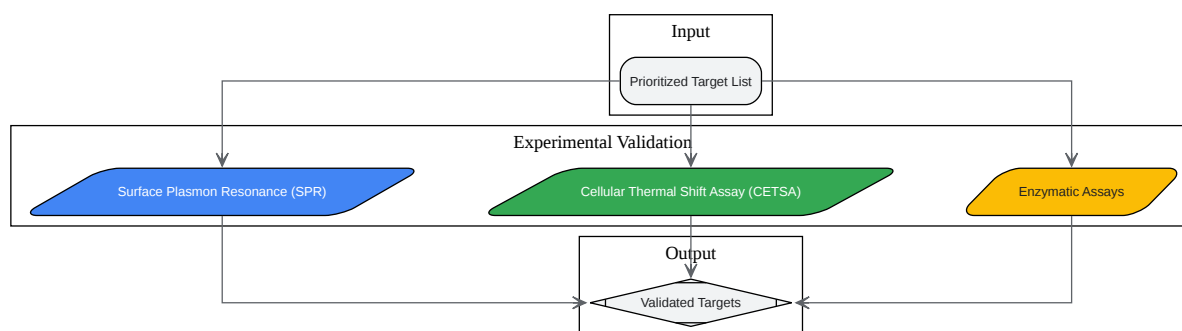 Input
Prioritized Target List
Experimental Validation
Surface Plasmon Resonance (SPR)
Cellular Thermal Shift Assay (CETSA)
Enzymatic Assays
Output
Validated Targets